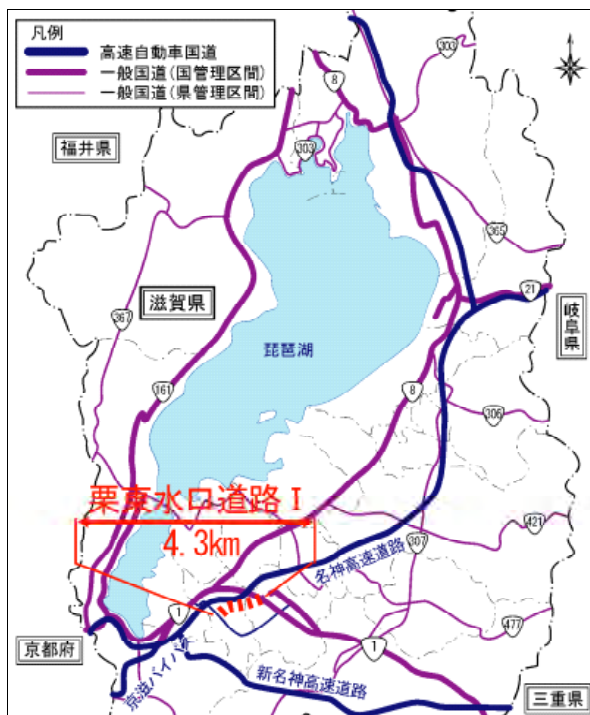 凡例
高速自動車国道
一般国道(国管理区間)
一般国道(県管理区間)
8
303
福井県
303
365
滋賀県
21
岐阜県
367
琵琶湖
161
8
306
栗東水口道路Ⅰ
4.3km
421
307
名神高速道路
1
477
京都府
1
京滋バイパス
新名神高速道路
三重県